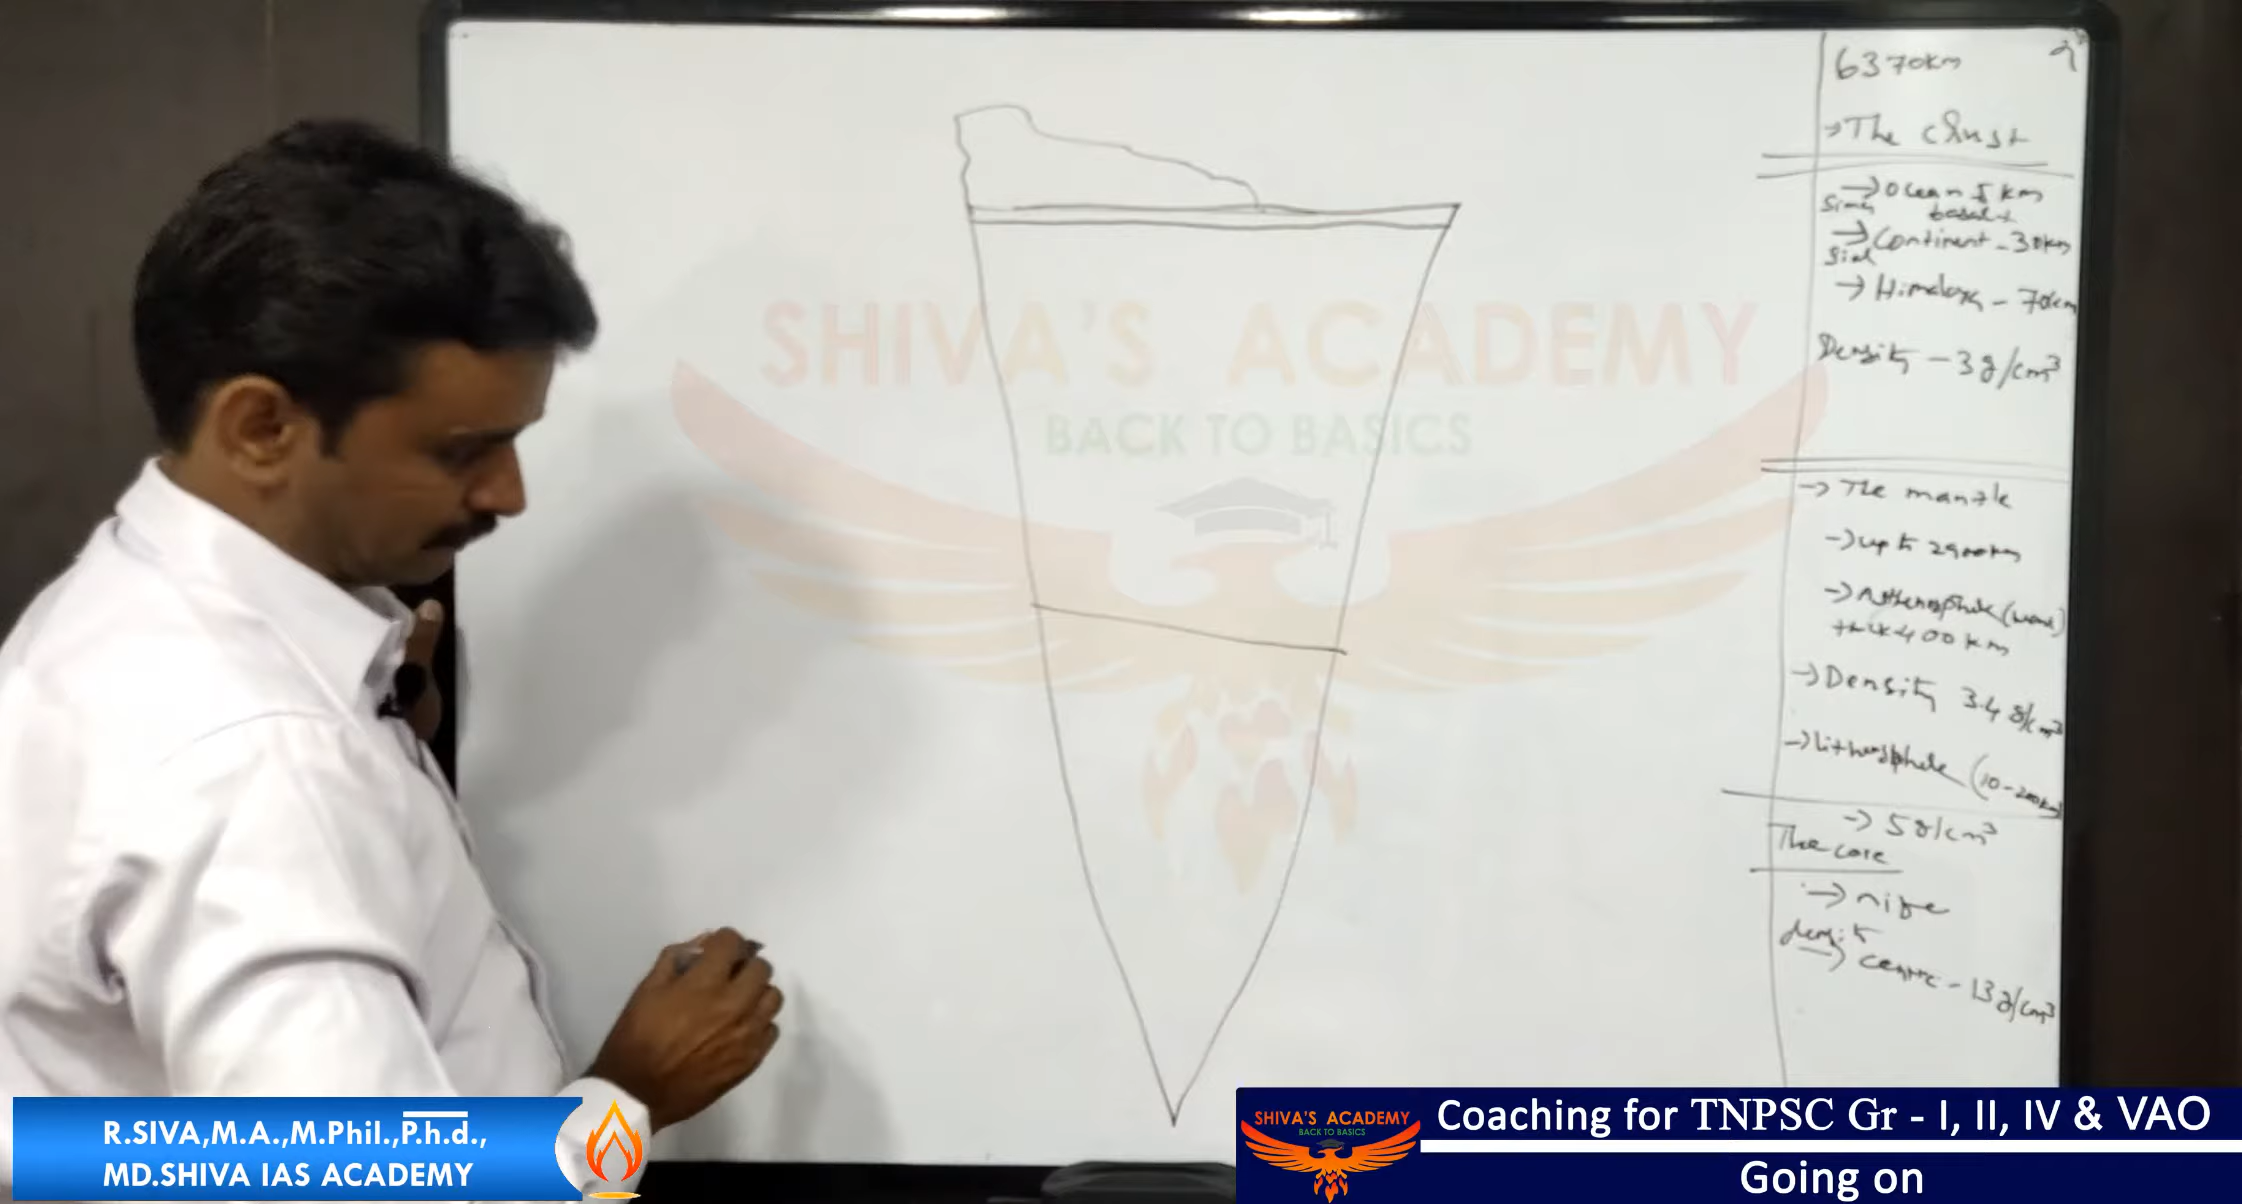 6370km
→ The crust
→ Ocean 5 km
Sima basalt
→ Continent - 30km
Sial
→ Himalaya - 70km
Density - 3 g/cm³
→ The mantle
→ up to 2900km
→ Asthenosphere (weak)
thick 400 km
→ Density 3.4 g/cm³
→ Lithosphere (10-200km)
→ 5 g/cm³
The core
→ nife
density
→ centre - 13 g/cm³
SHIVA'S ACADEMY
BACK TO BASICS
R.SIVA,M.A.,M.Phil.,P.h.d.,
MD.SHIVA IAS ACADEMY
SHIVA'S ACADEMY
BACK TO BASICS
Coaching for TNPSC Gr - I, II, IV & VAO
Going on